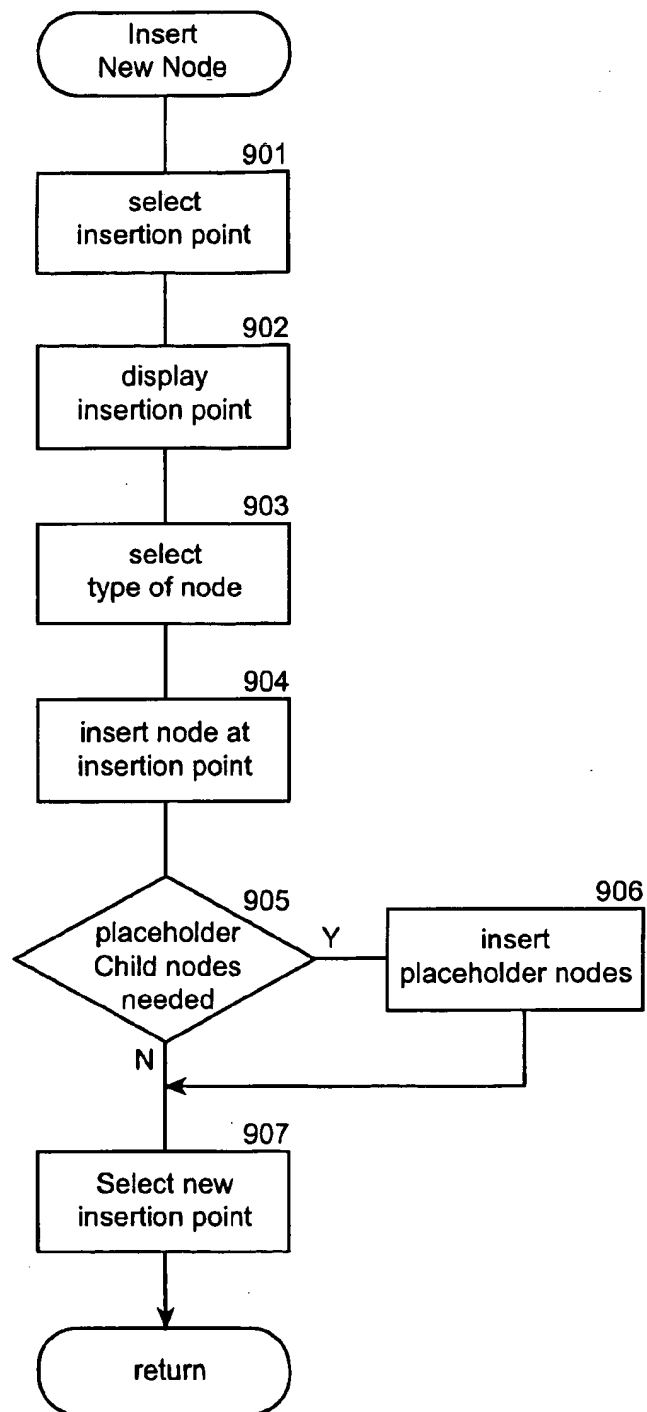 Insert
New Node
901
select
insertion point
902
display
insertion point
903
select
type of node
904
insert node at
insertion point
905
placeholder
Child nodes
needed
Y
906
insert
placeholder nodes
N
907
Select new
insertion point
return